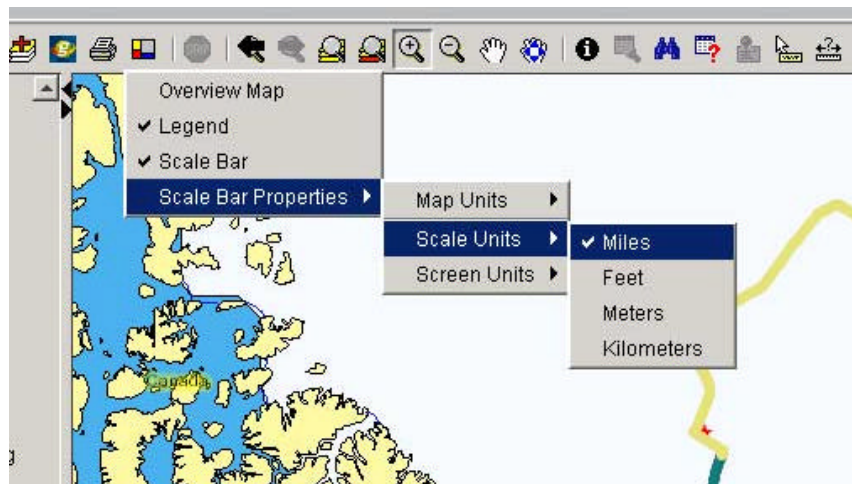 Overview Map
Legend
Scale Bar
Scale Bar Properties
Map Units
Scale Units
Screen Units
Miles
Feet
Meters
Kilometers
Canada